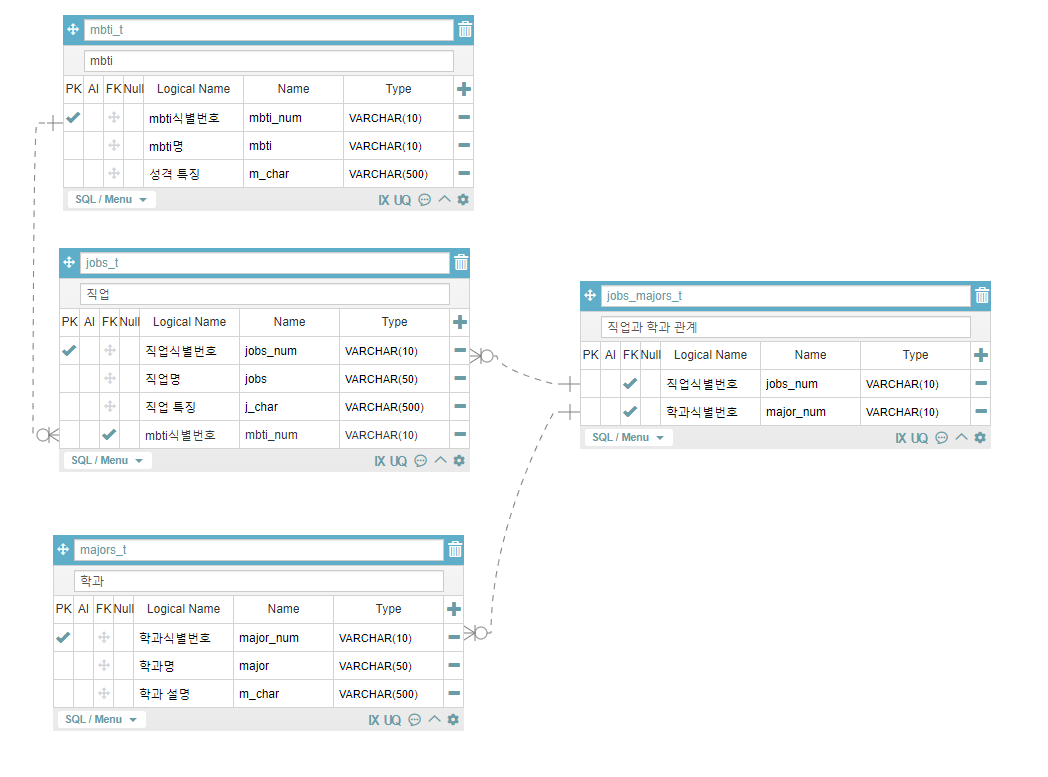 mbti_t
mbti
PK AI FK Null Logical Name Name Type
mbti식별번호 mbti_num VARCHAR(10)
mbti명 mbti VARCHAR(10)
성격 특징 m_char VARCHAR(500)
SQL / Menu IX UQ
jobs_t
직업
PK AI FK Null Logical Name Name Type
직업식별번호 jobs_num VARCHAR(10)
직업명 jobs VARCHAR(50)
직업 특징 j_char VARCHAR(500)
mbti식별번호 mbti_num VARCHAR(10)
SQL / Menu IX UQ
jobs_majors_t
직업과 학과 관계
PK AI FK Null Logical Name Name Type
직업식별번호 jobs_num VARCHAR(10)
학과식별번호 major_num VARCHAR(10)
SQL / Menu IX UQ
majors_t
학과
PK AI FK Null Logical Name Name Type
학과식별번호 major_num VARCHAR(10)
학과명 major VARCHAR(50)
학과 설명 m_char VARCHAR(500)
SQL / Menu IX UQ